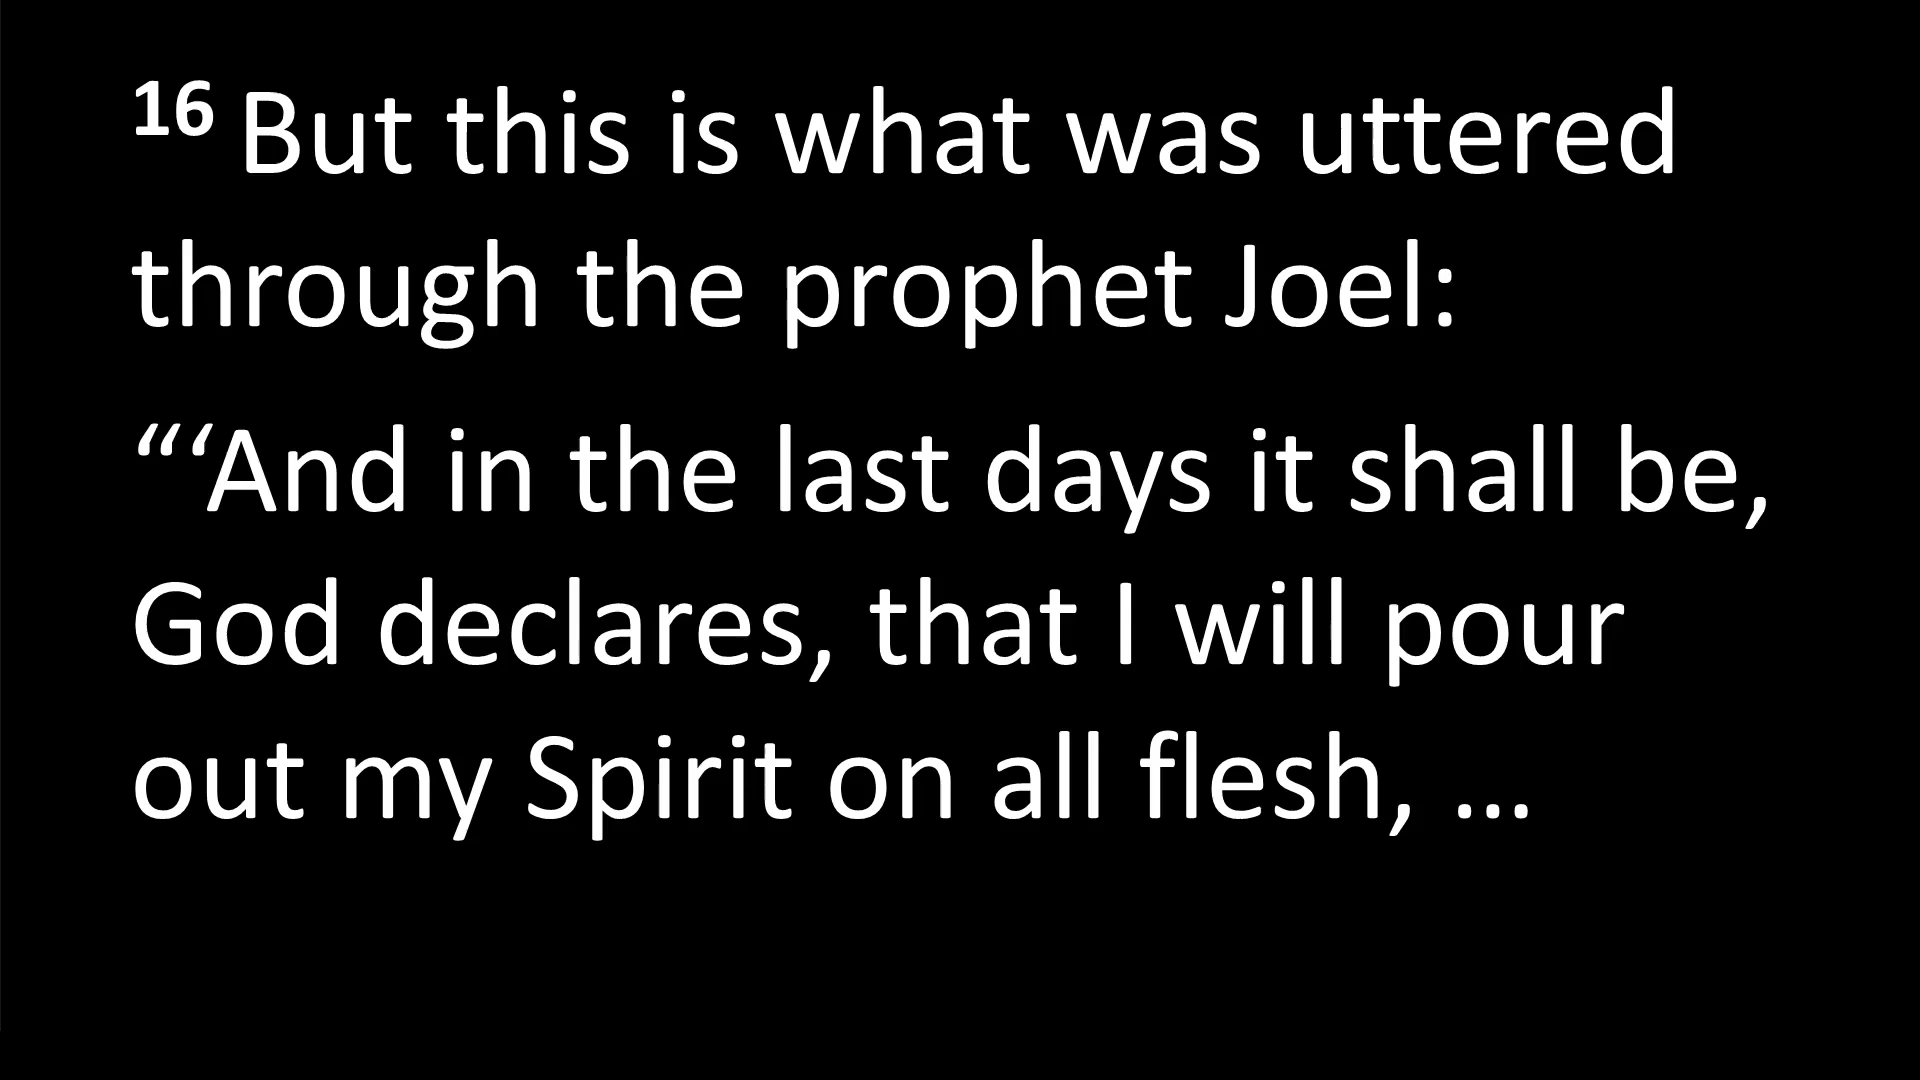 16 But this is what was uttered
through the prophet Joel:
“‘And in the last days it shall be,
God declares, that I will pour
out my Spirit on all flesh, …